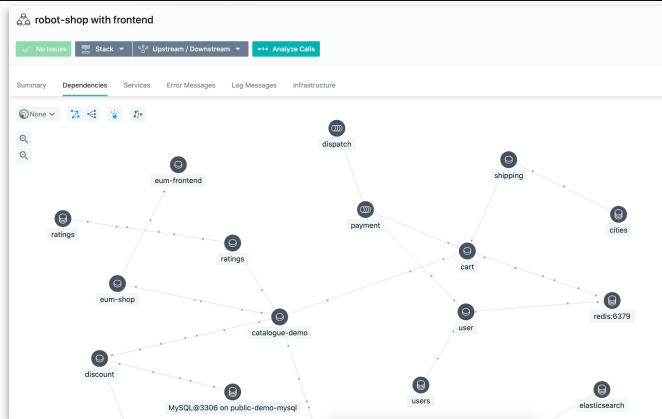 robot-shop with frontend
No Issues
Stack
Upstream / Downstream
Analyze Calls
Summary
Dependencies
Services
Error Messages
Log Messages
Infrastructure
None
dispatch
shipping
eum-frontend
ratings
payment
cities
ratings
cart
eum-shop
redis:6379
catalogue-demo
user
discount
users
MySQL@3306 on public-demo-mysql
elasticsearch